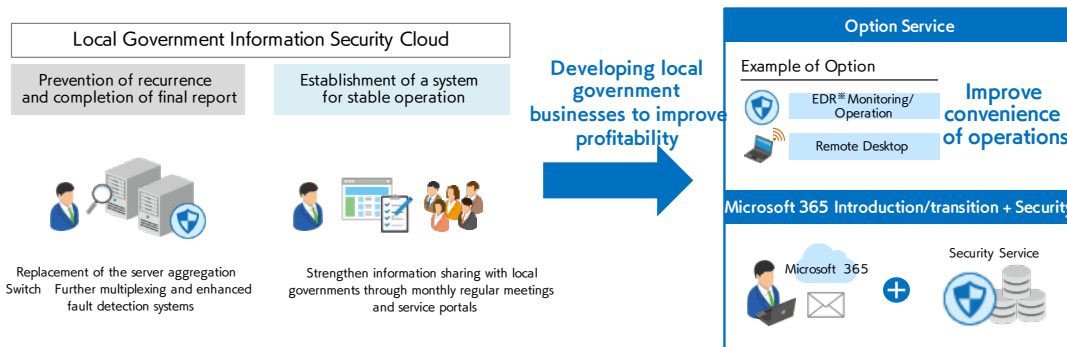 Local Government Information Security Cloud
Prevention of recurrence
and completion of final report
Establishment of a system
for stable operation
Replacement of the server aggregation
Switch Further multiplexing and enhanced
fault detection systems
Strengthen information sharing with local
governments through monthly regular meetings
and service portals
Developing local
government
businesses to improve
profitability
Option Service
Example of Option
EDR※Monitoring/
Operation
Remote Desktop
Improve
convenience
of operations
Microsoft 365 Introduction/transition + Security
Microsoft 365
Security Service